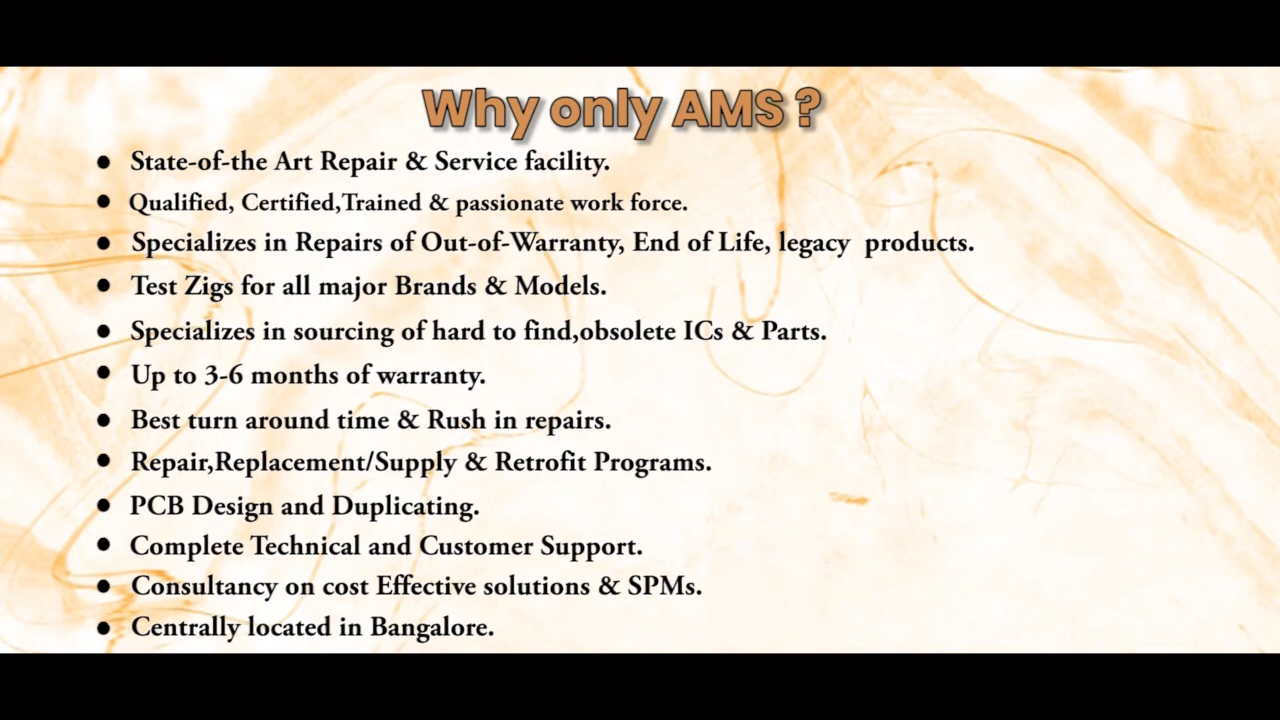 Why only AMS ?
● State-of-the Art Repair & Service facility.
● Qualified, Certified,Trained & passionate work force.
● Specializes in Repairs of Out-of-Warranty, End of Life, legacy  products.
● Test Zigs for all major Brands & Models.
● Specializes in sourcing of hard to find,obsolete ICs & Parts.
● Up to 3-6 months of warranty.
● Best turn around time & Rush in repairs.
● Repair,Replacement/Supply & Retrofit Programs.
● PCB Design and Duplicating.
● Complete Technical and Customer Support.
● Consultancy on cost Effective solutions & SPMs.
● Centrally located in Bangalore.